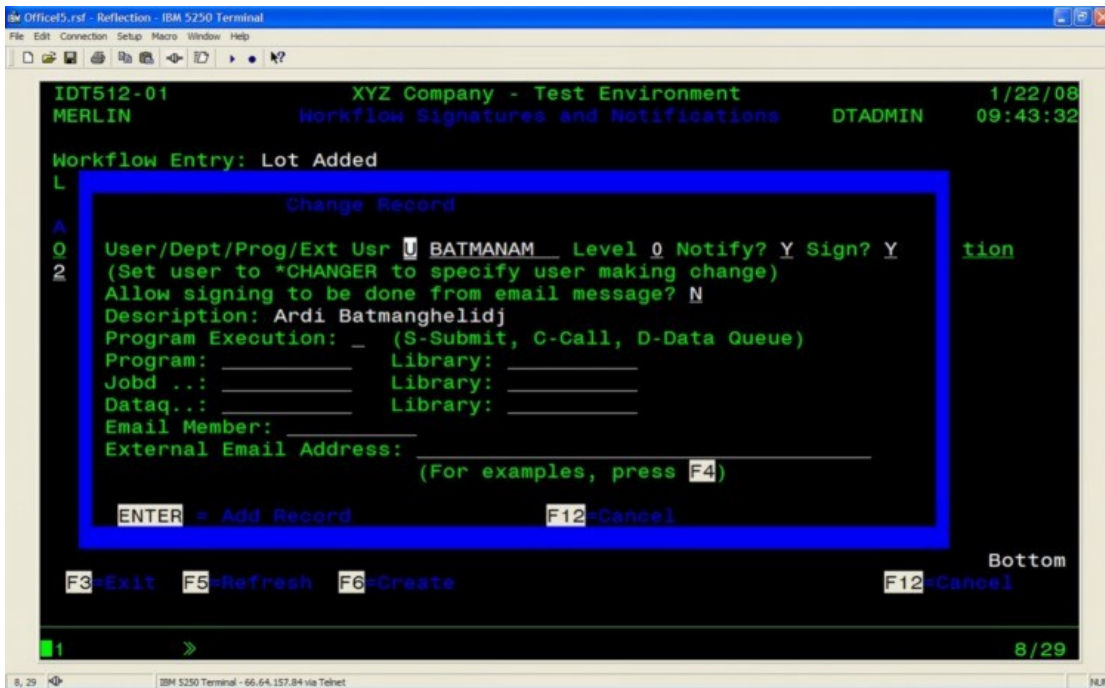 Office15.rsf - Reflection - IBM 5250 Terminal
File Edit Connection Setup Macro Window Help
IDT512-01 XYZ Company - Test Environment 1/22/08
MERLIN Workflow Signatures and Notifications DTADMIN 09:43:32
Workflow Entry: Lot Added
L
Change Record
A
O User/Dept/Prog/Ext Usr U BATMANAM Level 0 Notify? Y Sign? Y tion
2 (Set user to *CHANGER to specify user making change)
Allow signing to be done from email message? N
Description: Ardi Batmanghelidj
Program Execution: _ (S-Submit, C-Call, D-Data Queue)
Program: Library:
Jobd ..: Library:
Dataq..: Library:
Email Member:
External Email Address:
(For examples, press F4)
ENTER = Add Record F12=Cancel
Bottom
F3=Exit F5=Refresh F6=Create F12=Cancel
1 » 8/29
8, 29 IBM 5250 Terminal - 66.64.157.84 via Telnet NU